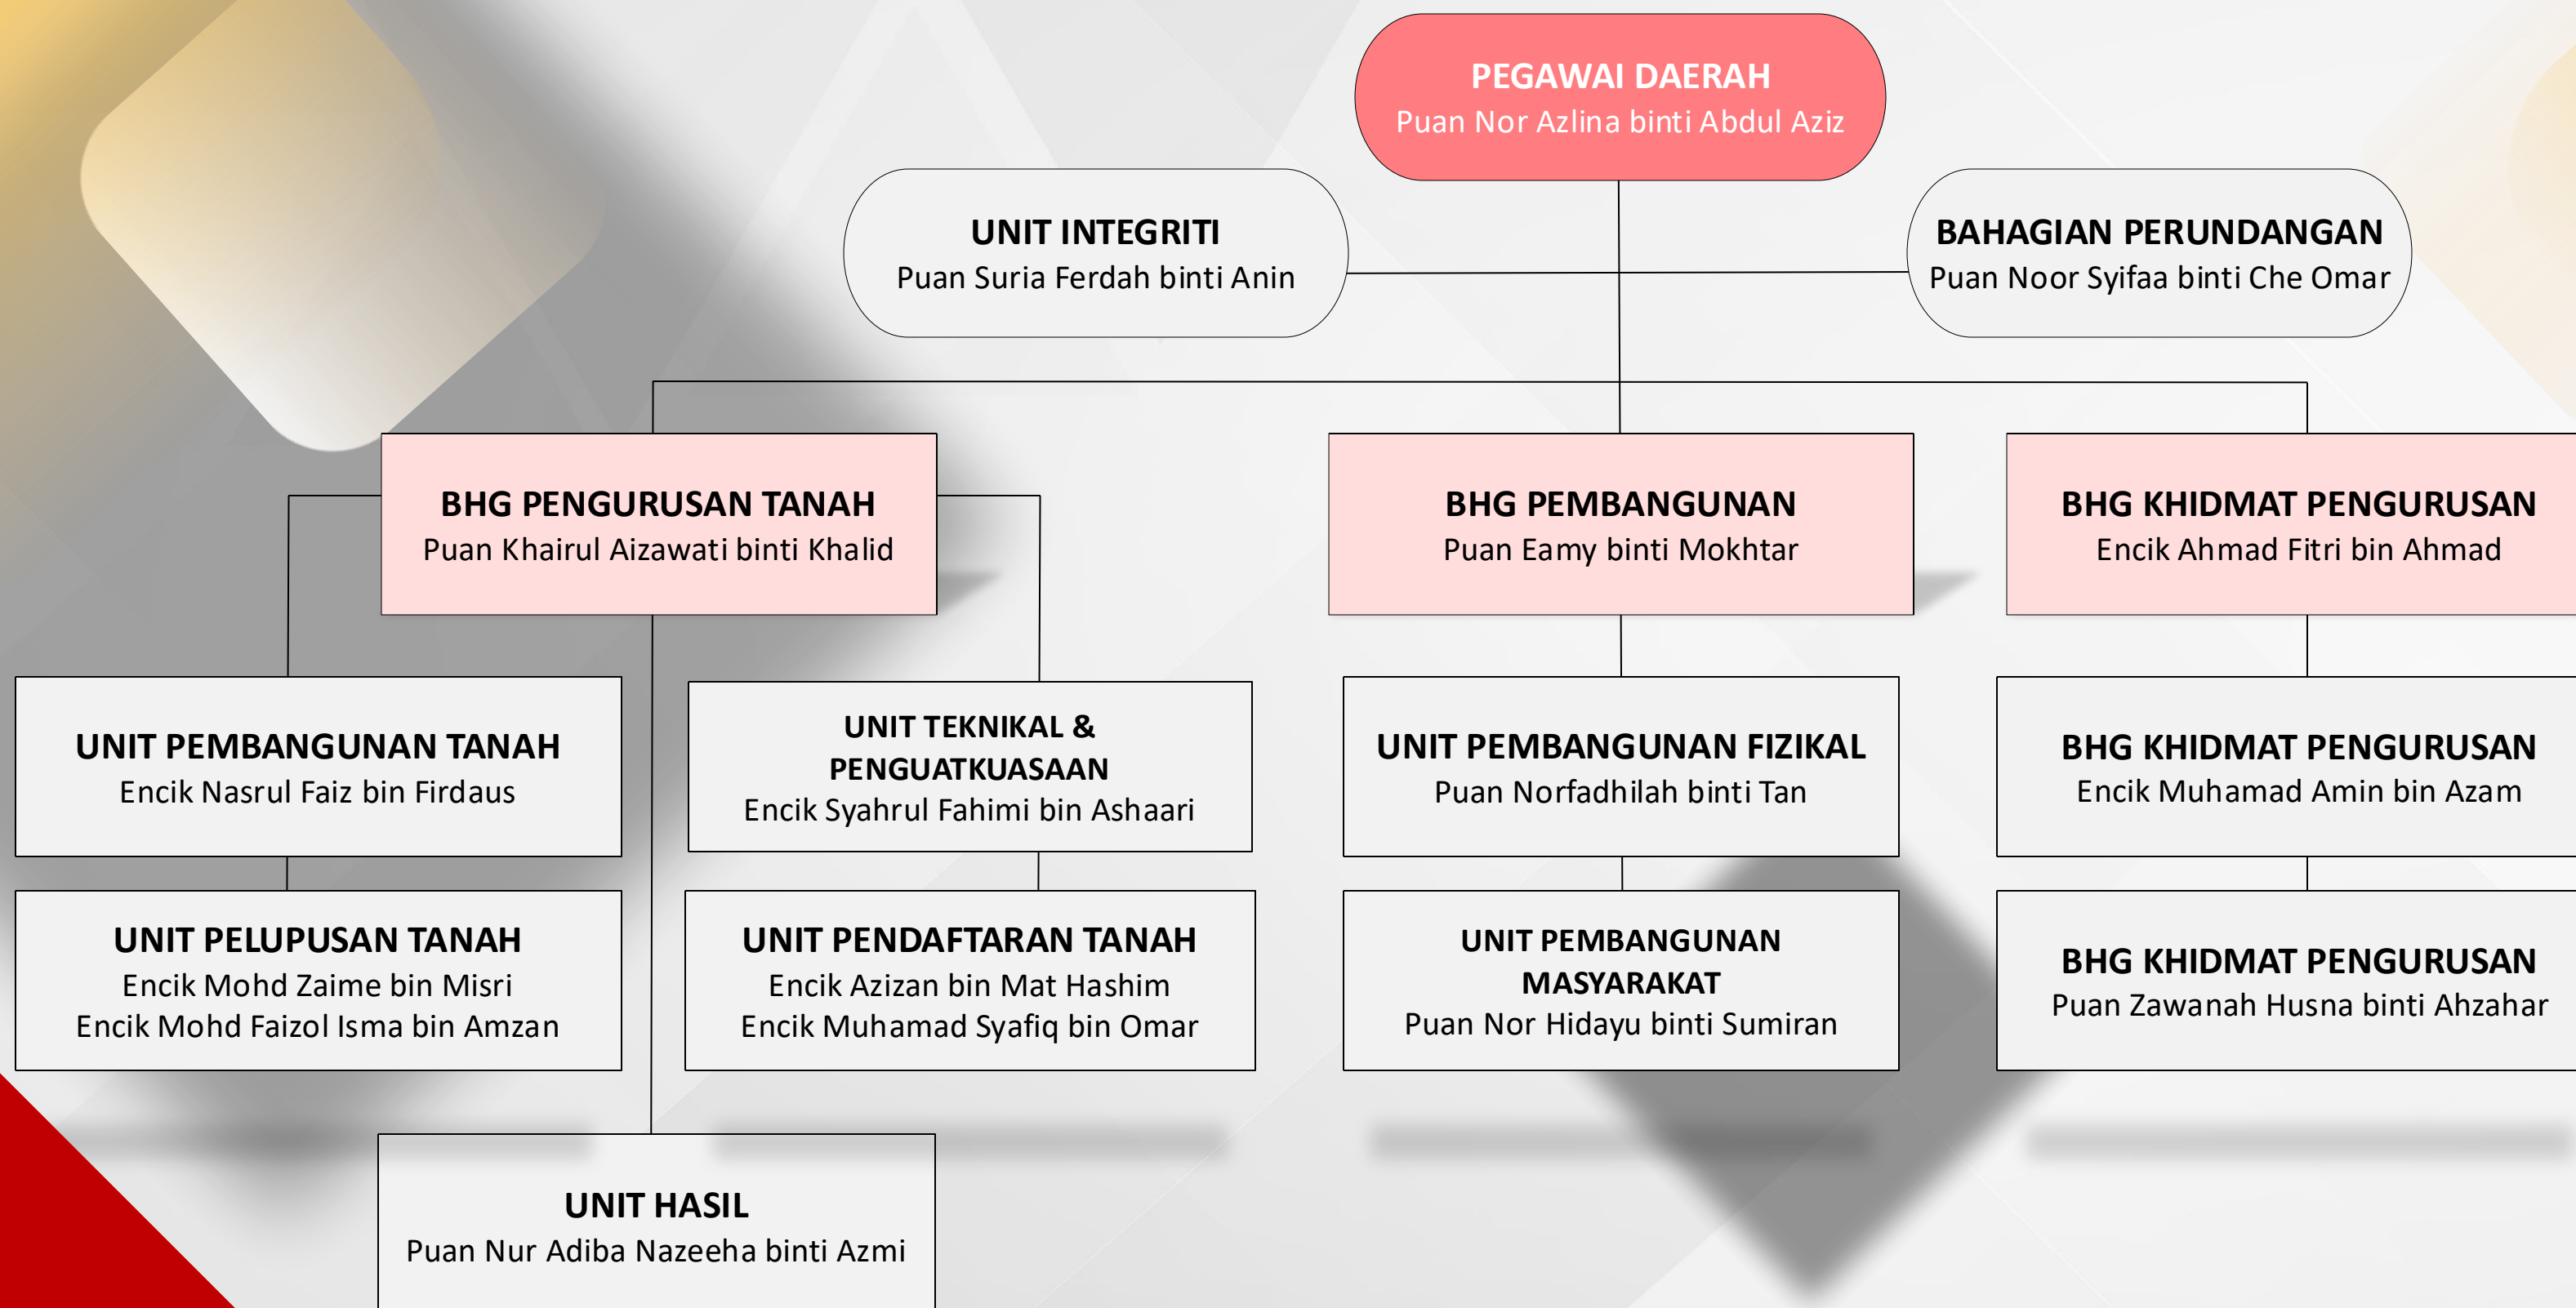 PEGAWAI DAERAH
Puan Nor Azlina binti Abdul Aziz
UNIT INTEGRITI
Puan Suria Ferdah binti Anin
BAHAGIAN PERUNDANGAN
Puan Noor Syifaa binti Che Omar
BHG PENGURUSAN TANAH
Puan Khairul Aizawati binti Khalid
BHG PEMBANGUNAN
Puan Eamy binti Mokhtar
BHG KHIDMAT PENGURUSAN
Encik Ahmad Fitri bin Ahmad
UNIT PEMBANGUNAN TANAH
Encik Nasrul Faiz bin Firdaus
UNIT TEKNIKAL &
PENGUATKUASAAN
Encik Syahrul Fahimi bin Ashaari
UNIT PEMBANGUNAN FIZIKAL
Puan Norfadhilah binti Tan
BHG KHIDMAT PENGURUSAN
Encik Muhamad Amin bin Azam
UNIT PELUPUSAN TANAH
Encik Mohd Zaime bin Misri
Encik Mohd Faizol Isma bin Amzan
UNIT PENDAFTARAN TANAH
Encik Azizan bin Mat Hashim
Encik Muhamad Syafiq bin Omar
UNIT PEMBANGUNAN
MASYARAKAT
Puan Nor Hidayu binti Sumiran
BHG KHIDMAT PENGURUSAN
Puan Zawanah Husna binti Ahzahar
UNIT HASIL
Puan Nur Adiba Nazeeha binti Azmi